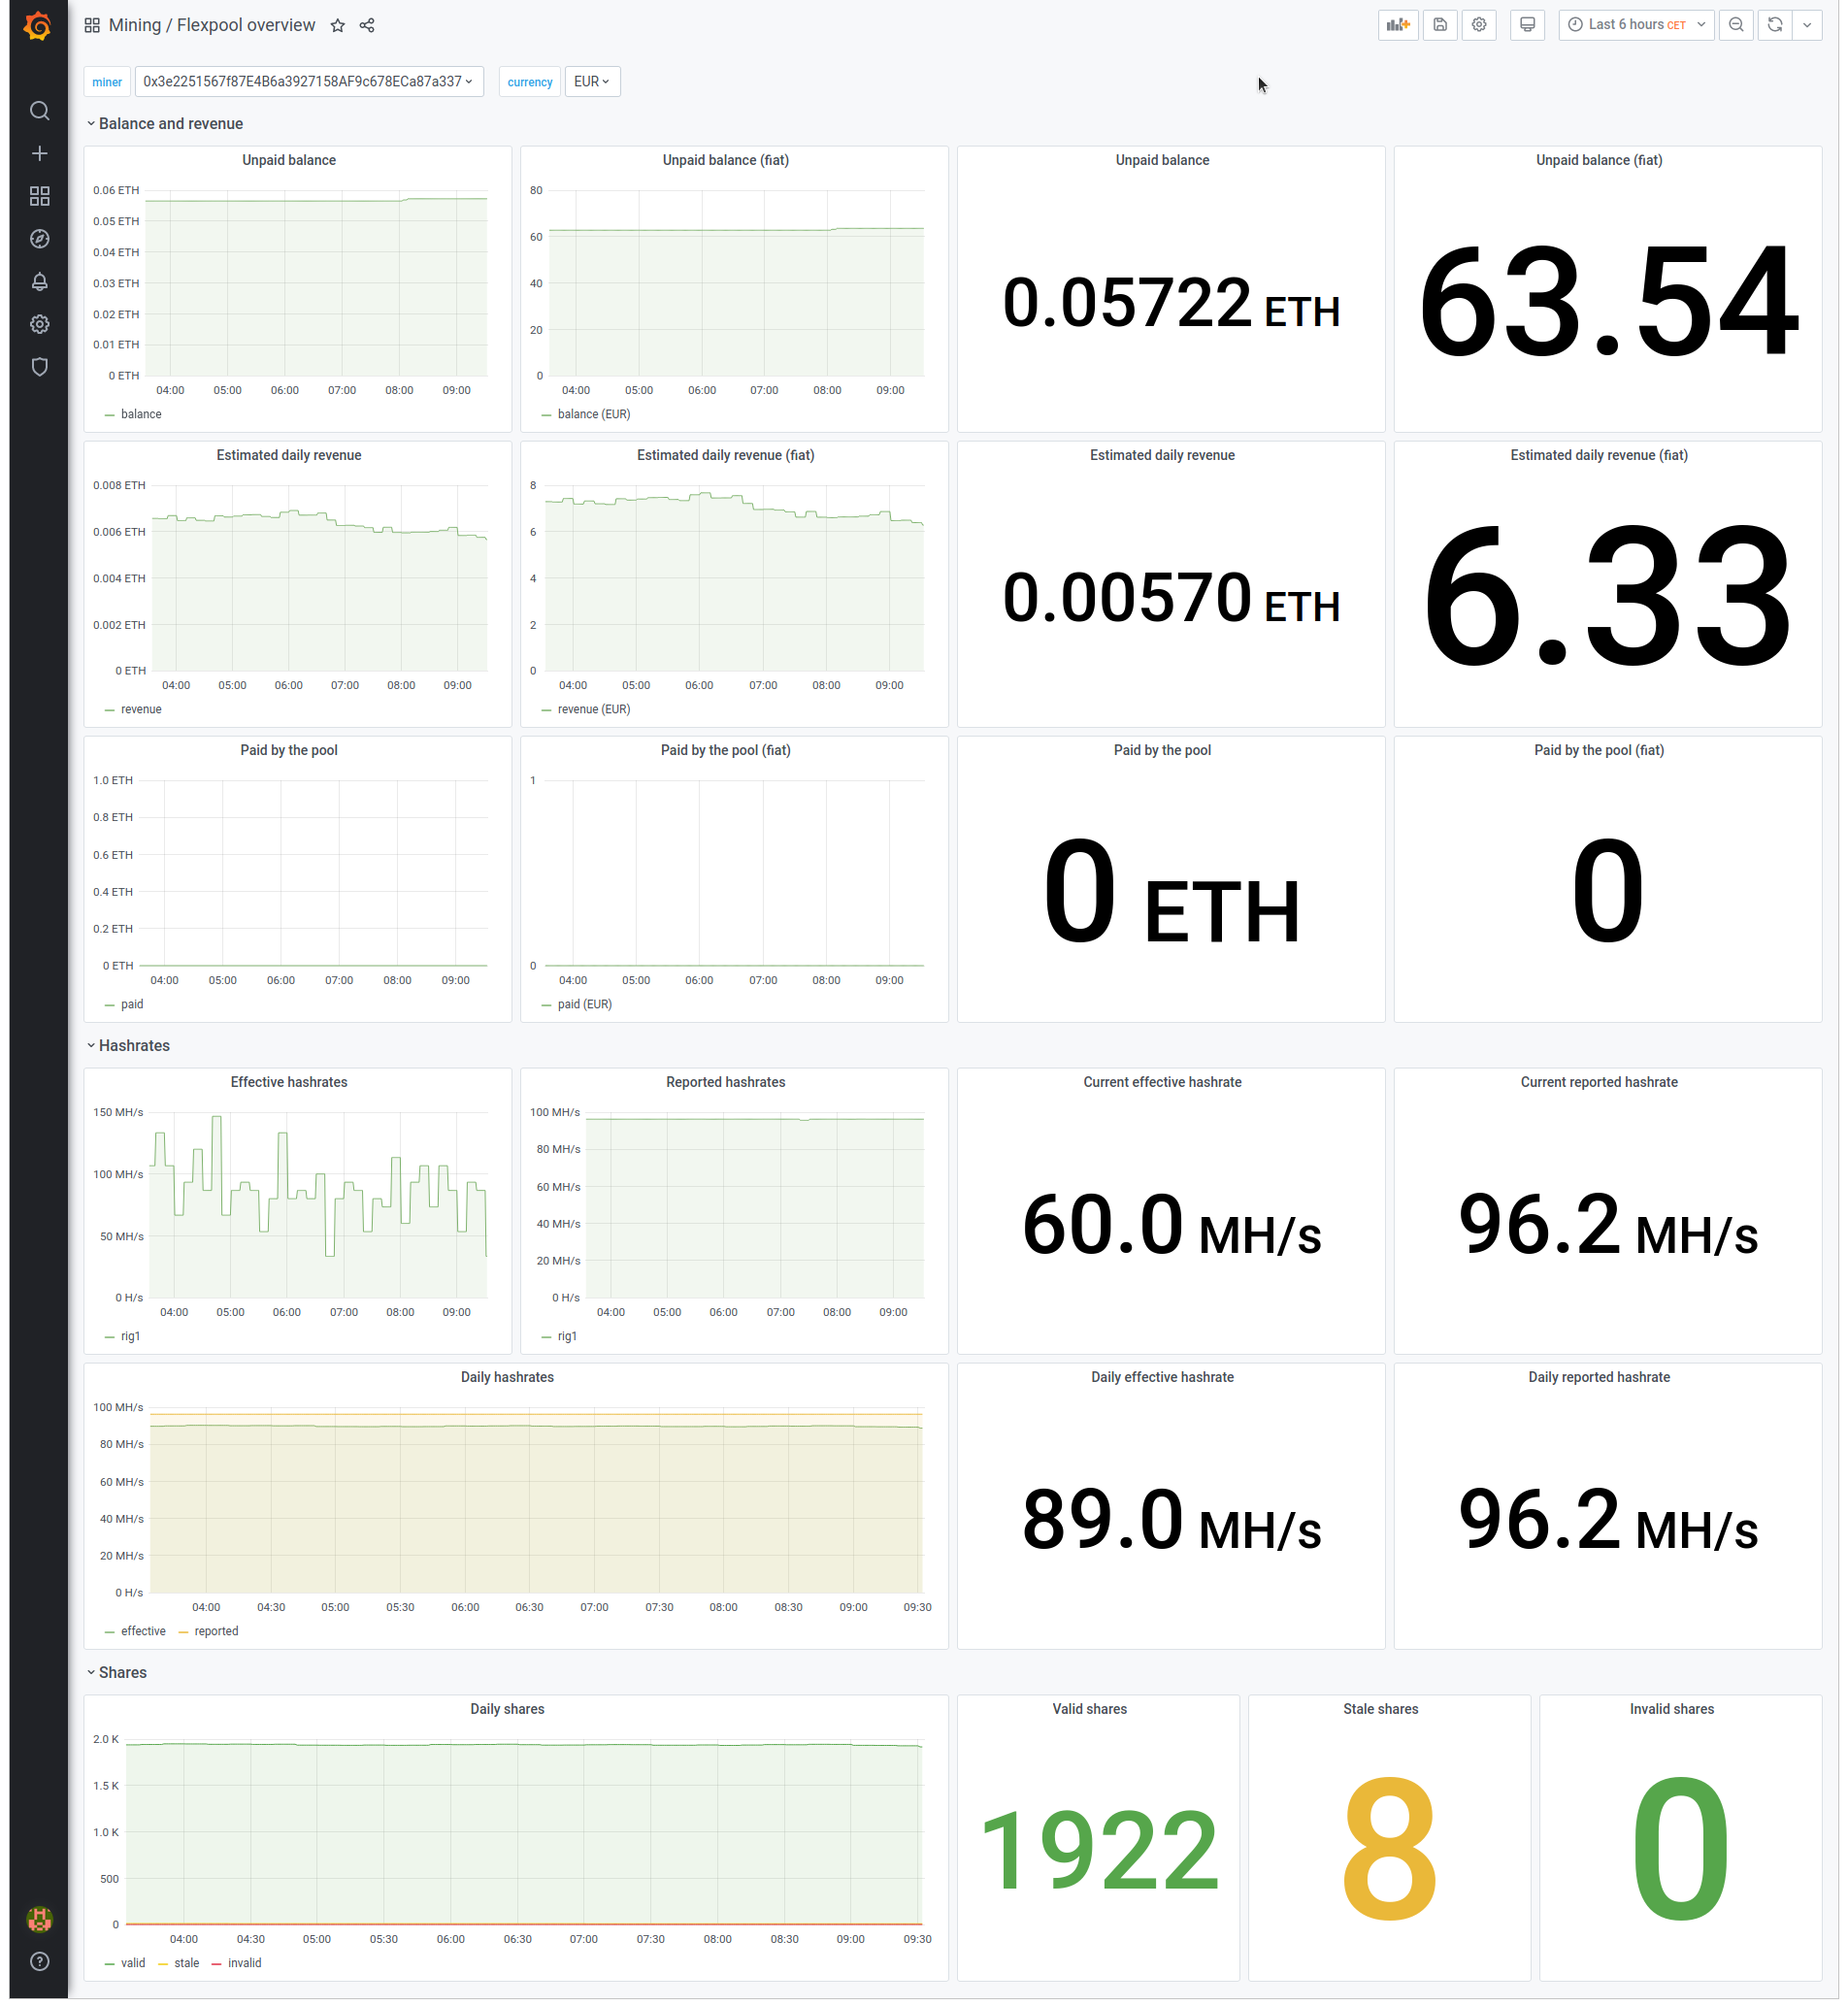 Mining / Flexpool overview
Last 6 hours CET
miner 0x3e2251567f87E4B6a3927158AF9c678ECa87a337 currency EUR
Balance and revenue
Unpaid balance
0.06 ETH
0.05 ETH
0.04 ETH
0.03 ETH
0.02 ETH
0.01 ETH
0 ETH
04:00 05:00 06:00 07:00 08:00 09:00
balance
Unpaid balance (fiat)
80
60
40
20
0
04:00 05:00 06:00 07:00 08:00 09:00
balance (EUR)
Unpaid balance
0.05722 ETH
Unpaid balance (fiat)
63.54
Estimated daily revenue
0.008 ETH
0.006 ETH
0.004 ETH
0.002 ETH
0 ETH
04:00 05:00 06:00 07:00 08:00 09:00
revenue
Estimated daily revenue (fiat)
8
6
4
2
0
04:00 05:00 06:00 07:00 08:00 09:00
revenue (EUR)
Estimated daily revenue
0.00570 ETH
Estimated daily revenue (fiat)
6.33
Paid by the pool
1.0 ETH
0.8 ETH
0.6 ETH
0.4 ETH
0.2 ETH
0 ETH
04:00 05:00 06:00 07:00 08:00 09:00
paid
Paid by the pool (fiat)
1
0
04:00 05:00 06:00 07:00 08:00 09:00
paid (EUR)
Paid by the pool
0 ETH
Paid by the pool (fiat)
0
Hashrates
Effective hashrates
150 MH/s
100 MH/s
50 MH/s
0 H/s
04:00 05:00 06:00 07:00 08:00 09:00
rig1
Reported hashrates
100 MH/s
80 MH/s
60 MH/s
40 MH/s
20 MH/s
0 H/s
04:00 05:00 06:00 07:00 08:00 09:00
rig1
Current effective hashrate
60.0 MH/s
Current reported hashrate
96.2 MH/s
Daily hashrates
100 MH/s
80 MH/s
60 MH/s
40 MH/s
20 MH/s
0 H/s
04:00 04:30 05:00 05:30 06:00 06:30 07:00 07:30 08:00 08:30 09:00 09:30
effective reported
Daily effective hashrate
89.0 MH/s
Daily reported hashrate
96.2 MH/s
Shares
Daily shares
2.0 K
1.5 K
1.0 K
500
0
04:00 04:30 05:00 05:30 06:00 06:30 07:00 07:30 08:00 08:30 09:00 09:30
valid stale invalid
Valid shares
1922
Stale shares
8
Invalid shares
0